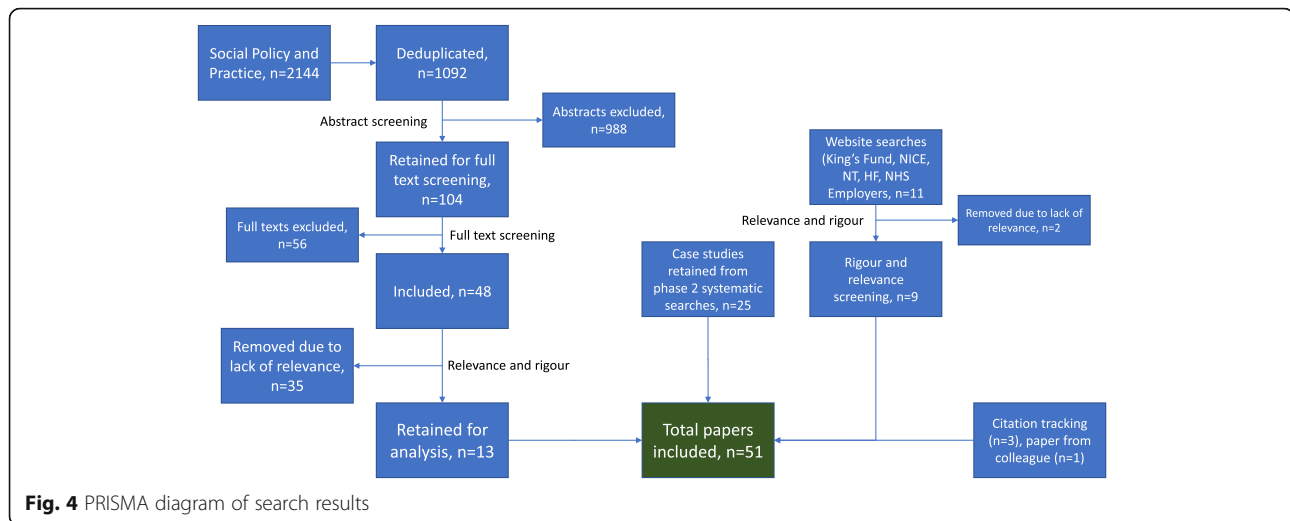 Social Policy and
Practice, n=2144
Deduplicated,
n=1092
Abstract screening
Abstracts excluded,
n=988
Retained for full
text screening,
n=104
Full texts excluded,
n=56
Full text screening
Included, n=48
Removed due to
lack of relevance,
n=35
Relevance and rigour
Retained for
analysis, n=13
Case studies
retained from
phase 2 systematic
searches, n=25
Website searches
(King's Fund, NICE,
NT, HF, NHS
Employers, n=11
Relevance and rigour
Removed due to lack of
relevance, n=2
Rigour and
relevance
screening, n=9
Total papers
included, n=51
Citation tracking
(n=3), paper from
colleague (n=1)
Fig. 4 PRISMA diagram of search results